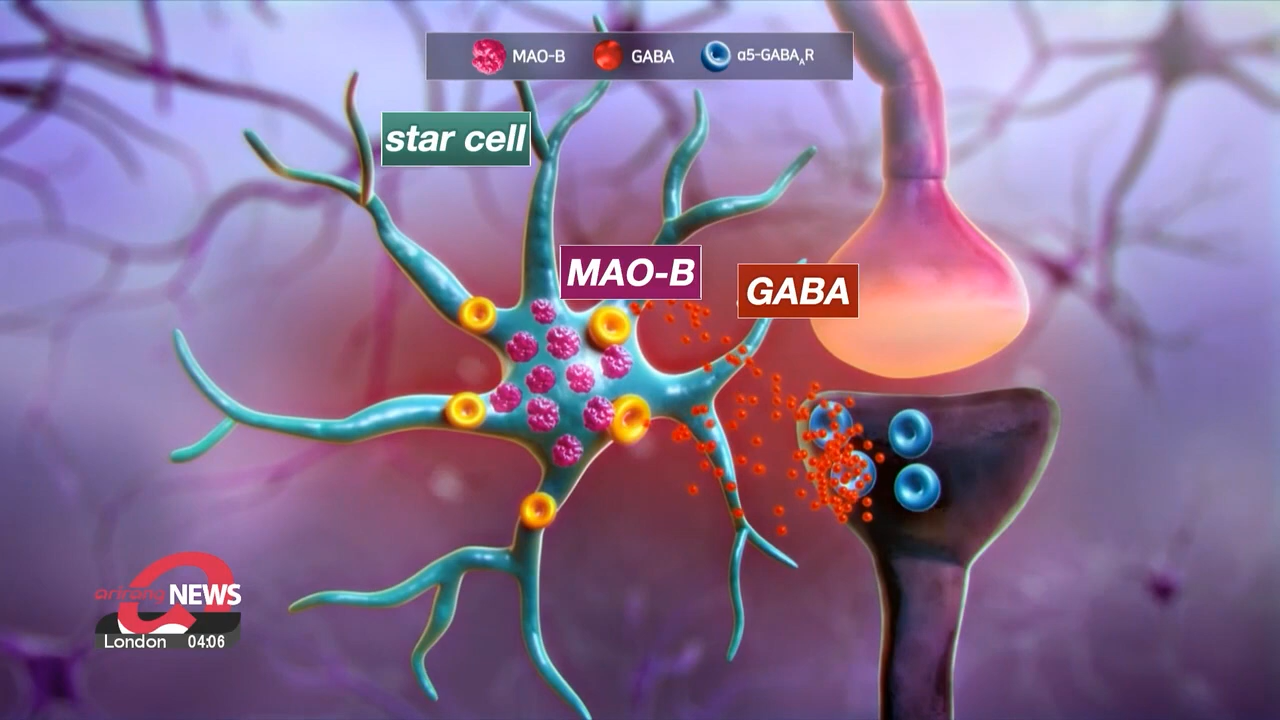 MAO-B GABA α5-GABAAR
star cell
MAO-B
GABA
arirang NEWS
London 04:06